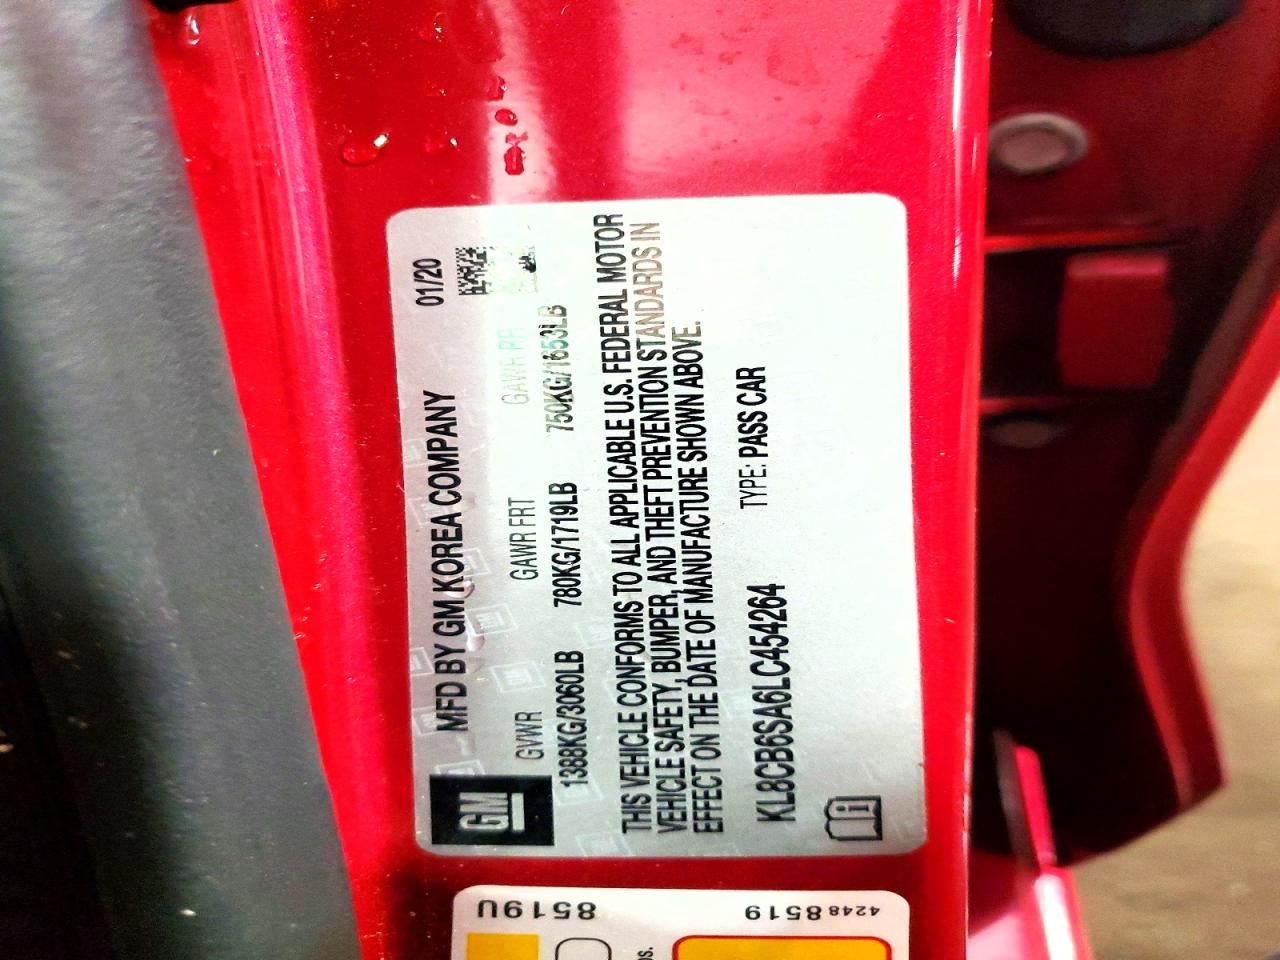 GM
MFD BY GM KOREA COMPANY 01/20
GVWR GAWR FRT GAWR RR
1388KG/3060LB 780KG/1719LB 750KG/1653LB
THIS VEHICLE CONFORMS TO ALL APPLICABLE U.S. FEDERAL MOTOR
VEHICLE SAFETY, BUMPER, AND THEFT PREVENTION STANDARDS IN
EFFECT ON THE DATE OF MANUFACTURE SHOWN ABOVE.
KL8CB6SA6LC454264 TYPE: PASS CAR
8519U
42488519